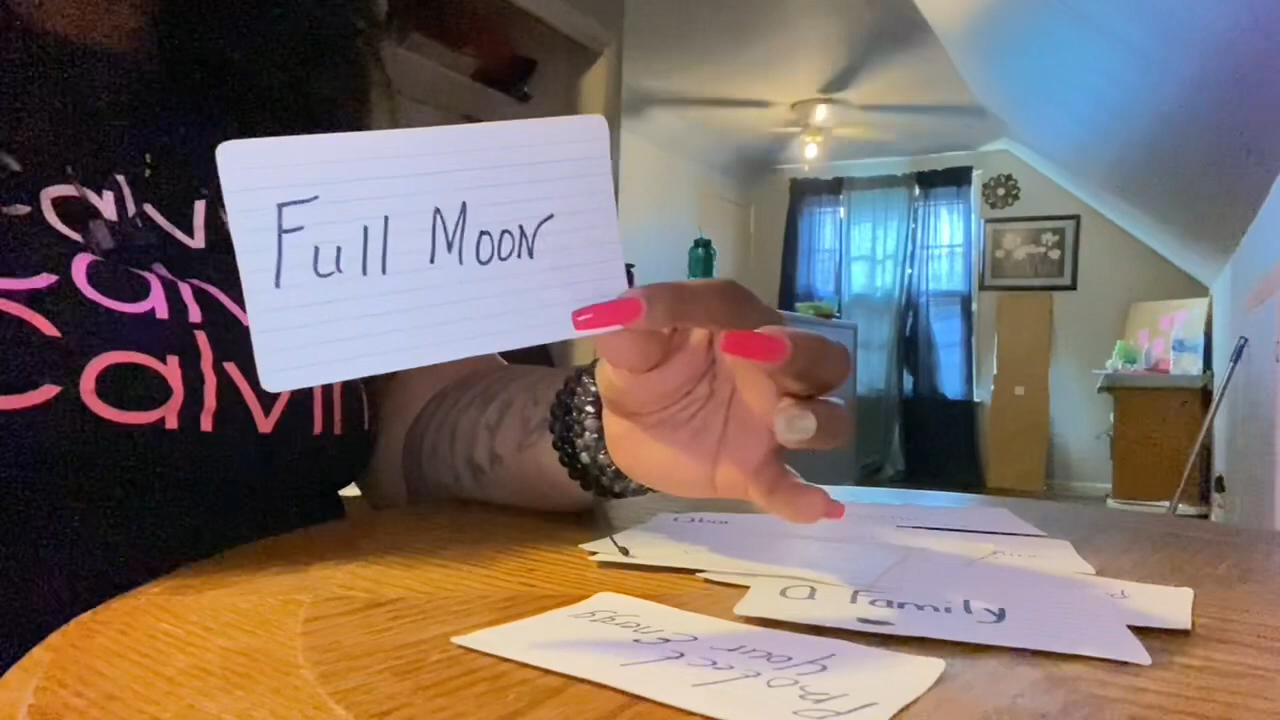 Full Moon
calvin
calvin
calvin
a Family
Protect
your Energy